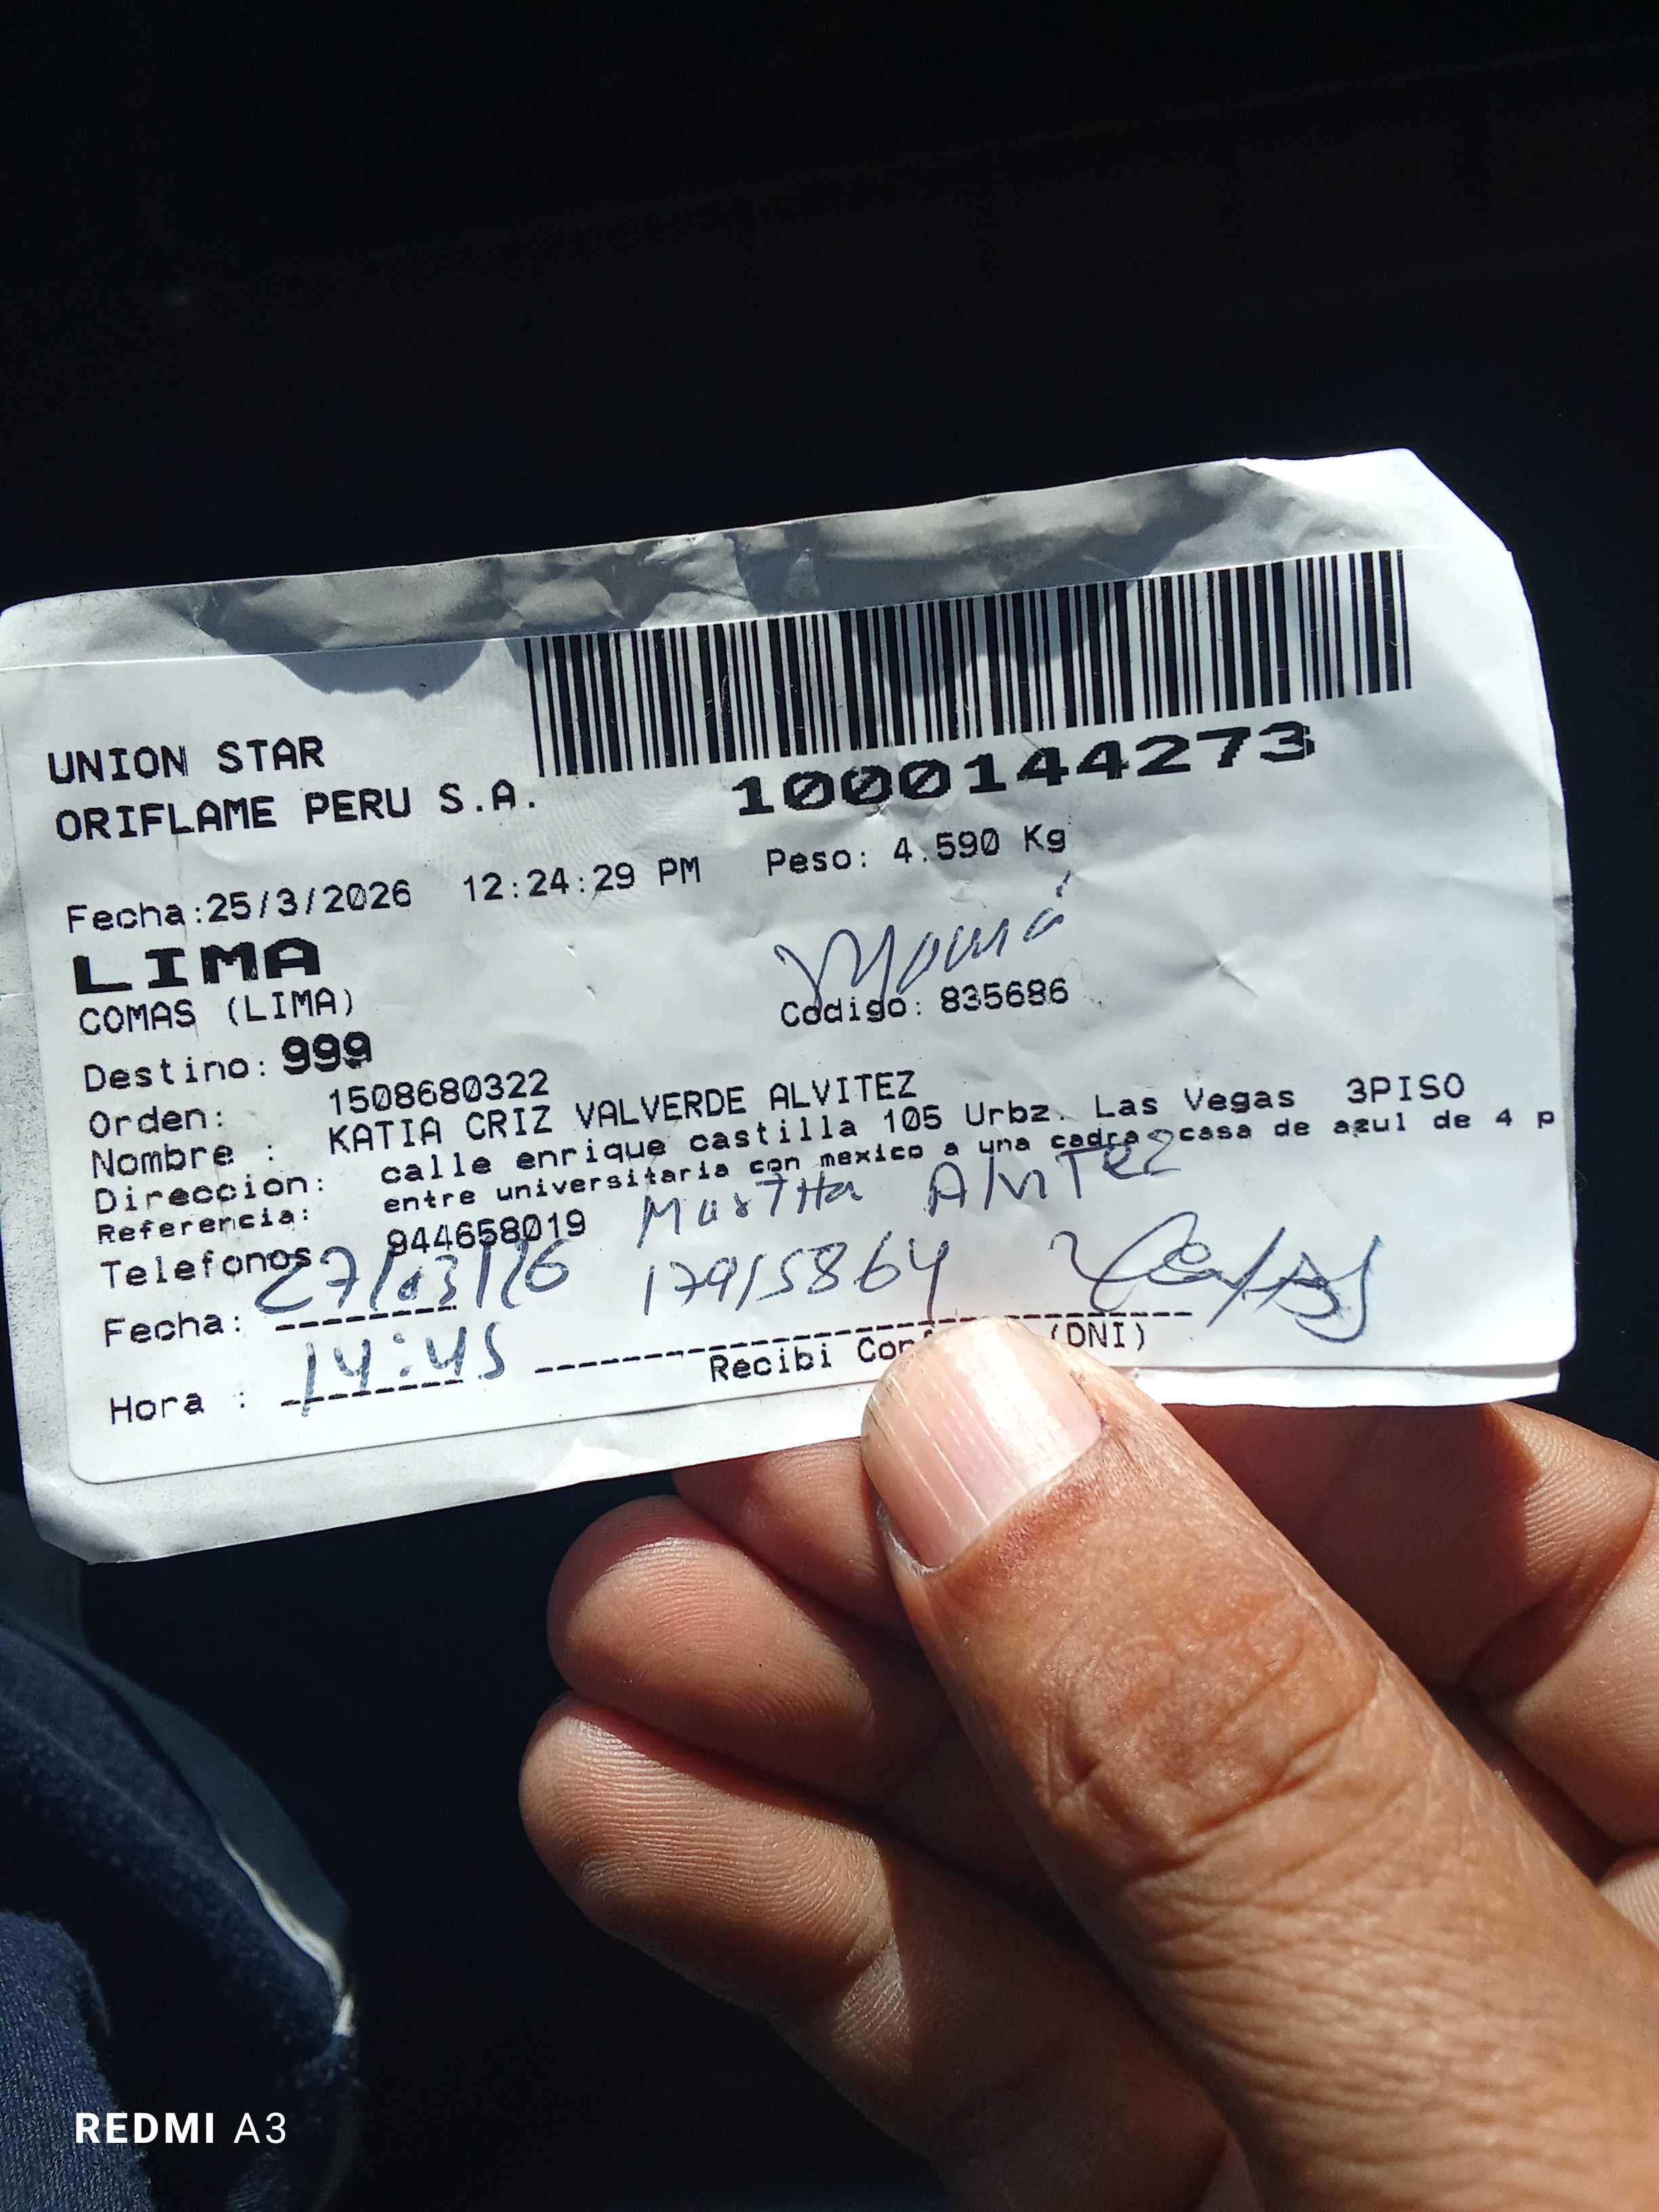 UNION STAR
ORIFLAME PERU S.A.
1000144273
Fecha:25/3/2026 12:24:29 PM Peso: 4.590 Kg
LIMA
Mamá
COMAS (LIMA) Codigo: 835686
Destino: 999
Orden: 1508680322
Nombre : KATIA CRIZ VALVERDE ALVITEZ
Direccion: calle enrique castilla 105 Urbz. Las Vegas 3PISO
Referencia: entre universitaria con mexico a una cadra casa de azul de 4 p
Telefonos 944658019 Martha Alvitez
Fecha: 27/03/26 17915864
Hora : 14:45 Recibi (DNI)
REDMI A3